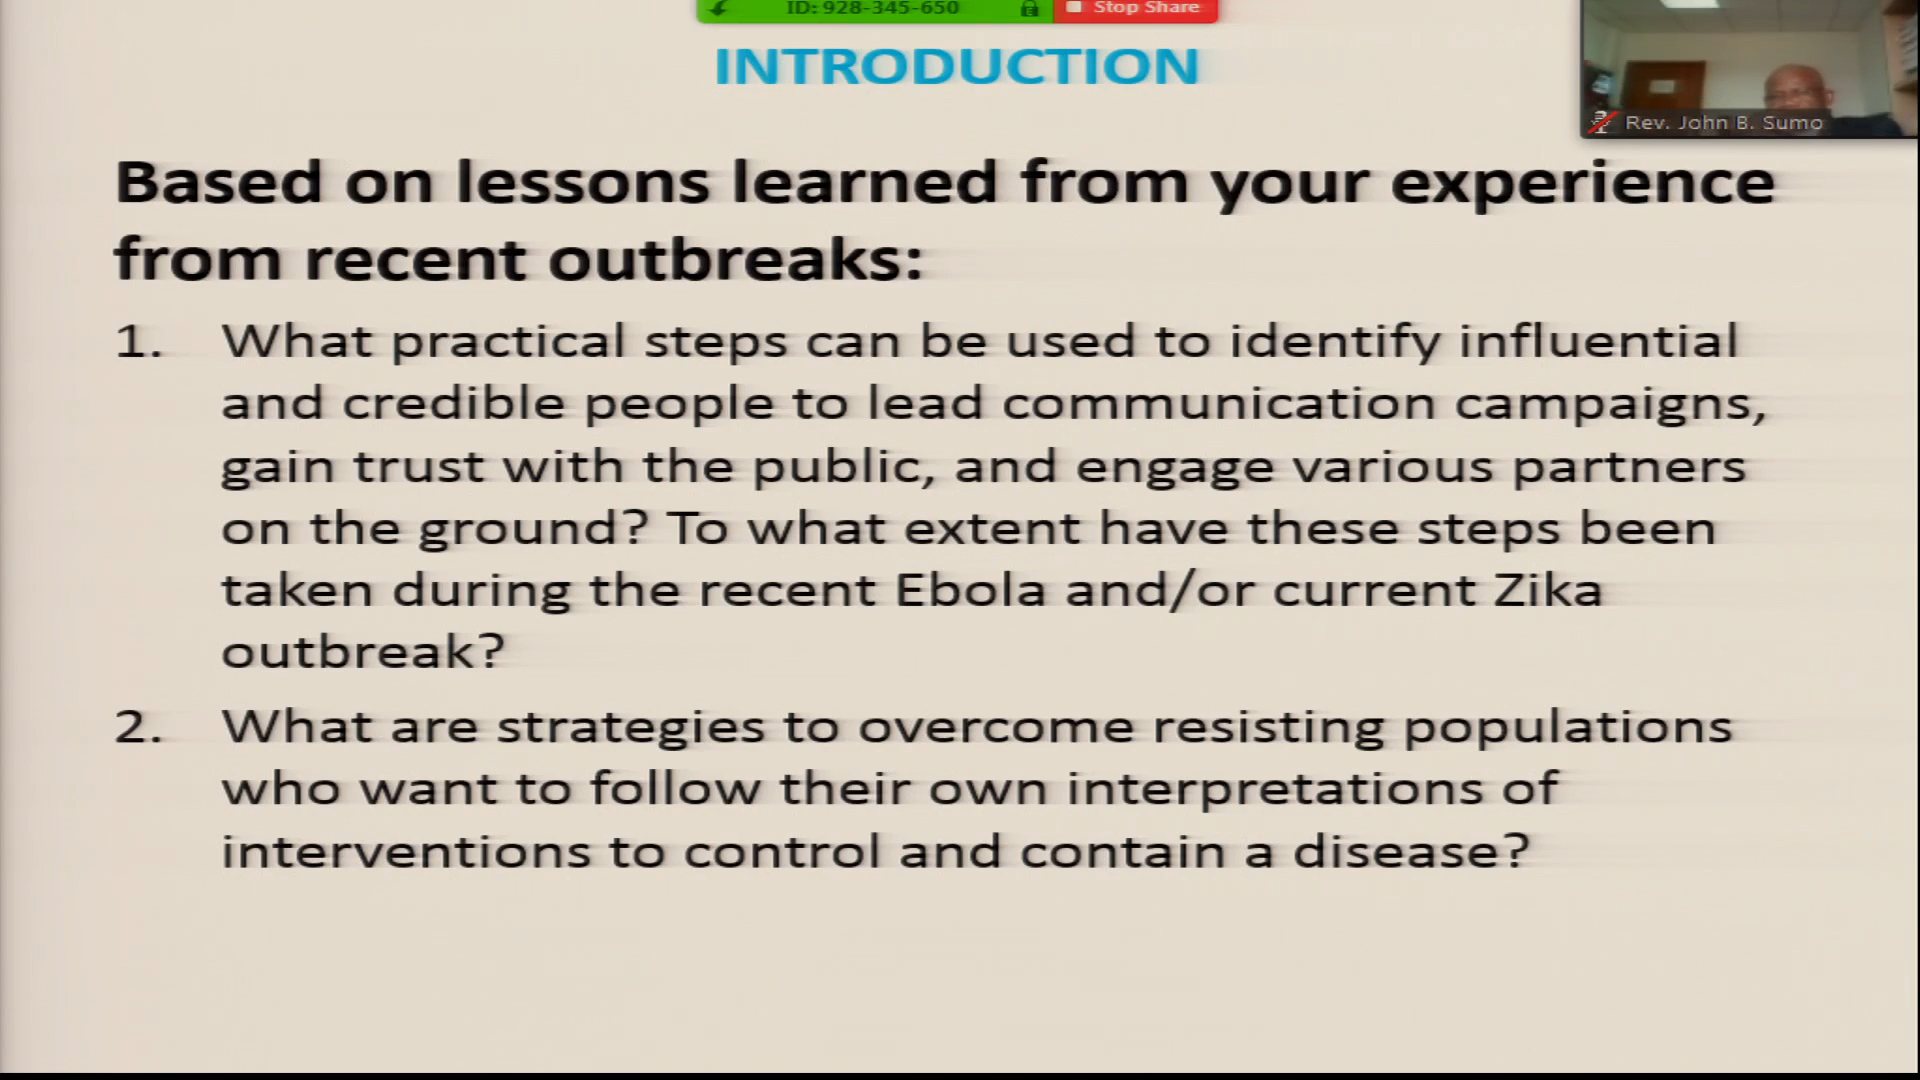 ID: 928-345-650
Stop Share
INTRODUCTION
Rev. John B. Sumo
Based on lessons learned from your experience
from recent outbreaks:
1. What practical steps can be used to identify influential
and credible people to lead communication campaigns,
gain trust with the public, and engage various partners
on the ground? To what extent have these steps been
taken during the recent Ebola and/or current Zika
outbreak?
2. What are strategies to overcome resisting populations
who want to follow their own interpretations of
interventions to control and contain a disease?